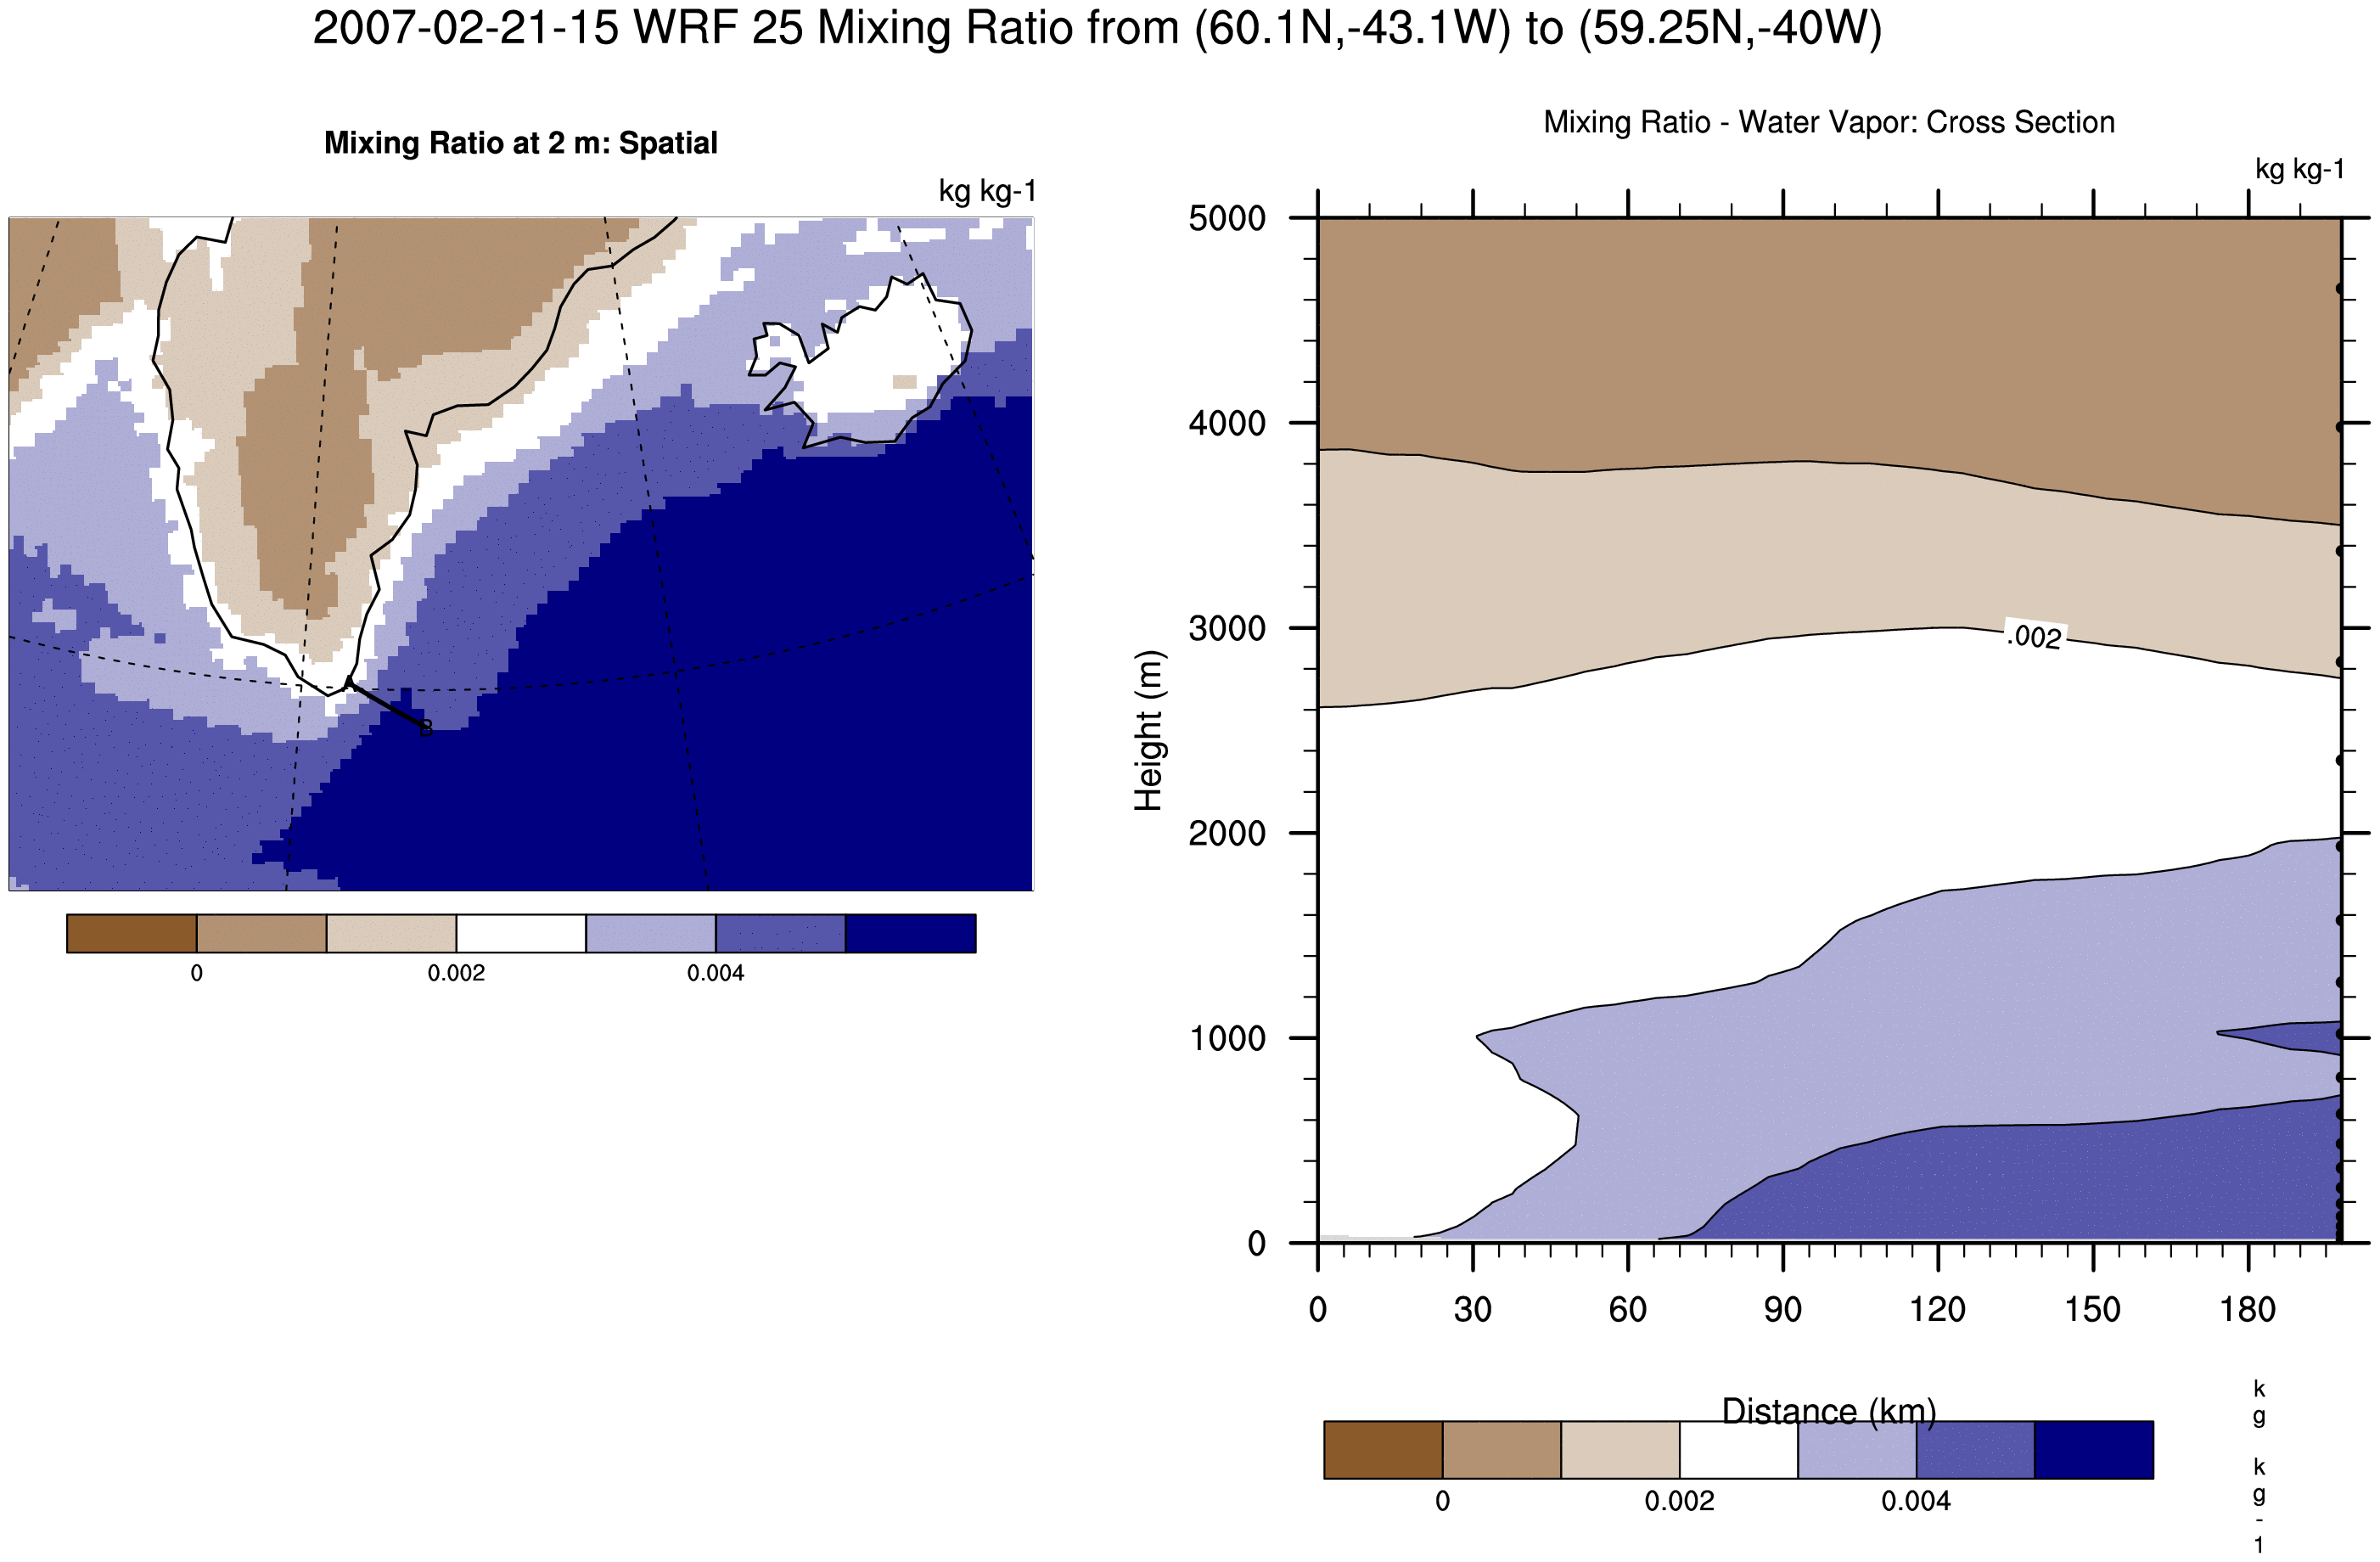 2007-02-21-15 WRF 25 Mixing Ratio from (60.1N,-43.1W) to (59.25N,-40W)
Mixing Ratio at 2 m: Spatial
kg kg-1
A
B
0 0.002 0.004
Mixing Ratio - Water Vapor: Cross Section
kg kg-1
5000
4000
3000
2000
1000
0
Height (m)
.002
0 30 60 90 120 150 180
Distance (km)
0 0.002 0.004
k
g
k
g
-
1